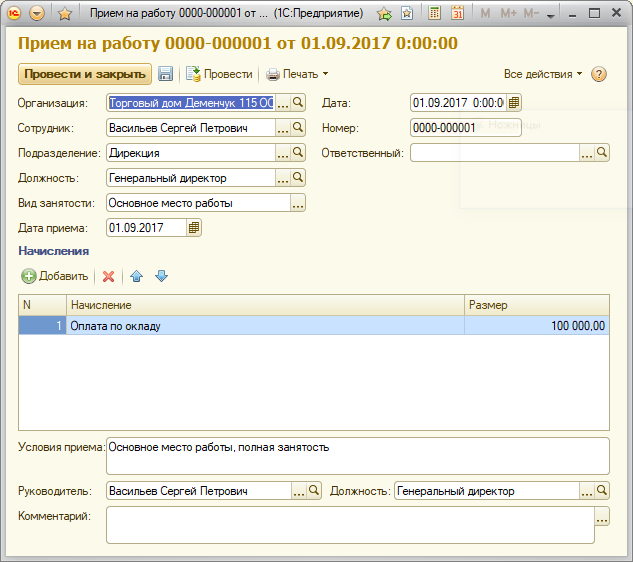 Прием на работу 0000-000001 от ... (1С:Предприятие)
M M+ M-
31
Прием на работу 0000-000001 от 01.09.2017 0:00:00
Провести и закрыть Провести Печать Все действия ?
Организация: Торговый дом Деменчук 115 ОС ... Дата: 01.09.2017 0:00:0
Сотрудник: Васильев Сергей Петрович ... Номер: 0000-000001
Ножницы
Подразделение: Дирекция ... Ответственный: ...
Должность: Генеральный директор ...
Вид занятости: Основное место работы ...
Дата приема: 01.09.2017
Начисления
Добавить
N Начисление Размер
1 Оплата по окладу 100 000,00
Условия приема: Основное место работы, полная занятость
Руководитель: Васильев Сергей Петрович ... Должность: Генеральный директор ...
Комментарий: ...